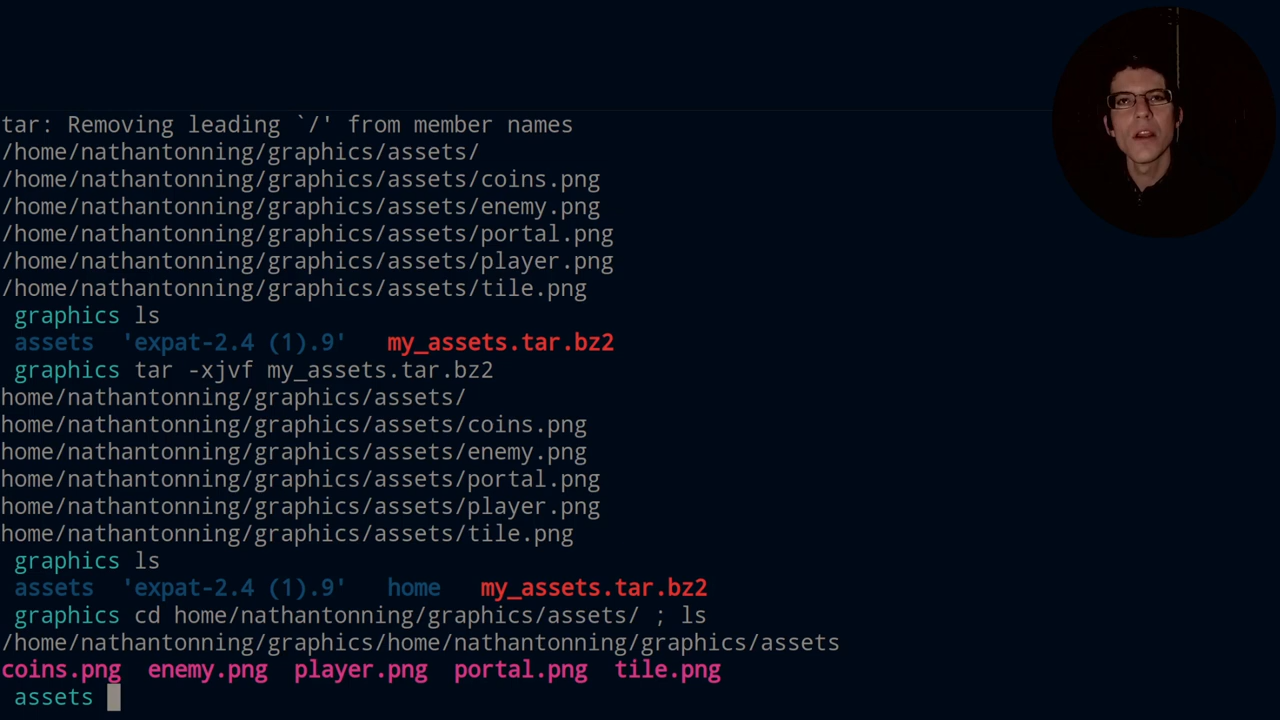 tar: Removing leading `/' from member names
/home/nathantonning/graphics/assets/
/home/nathantonning/graphics/assets/coins.png
/home/nathantonning/graphics/assets/enemy.png
/home/nathantonning/graphics/assets/portal.png
/home/nathantonning/graphics/assets/player.png
/home/nathantonning/graphics/assets/tile.png
graphics ls
assets 'expat-2.4 (1).9' my_assets.tar.bz2
graphics tar -xjvf my_assets.tar.bz2
home/nathantonning/graphics/assets/
home/nathantonning/graphics/assets/coins.png
home/nathantonning/graphics/assets/enemy.png
home/nathantonning/graphics/assets/portal.png
home/nathantonning/graphics/assets/player.png
home/nathantonning/graphics/assets/tile.png
graphics ls
assets 'expat-2.4 (1).9' home my_assets.tar.bz2
graphics cd home/nathantonning/graphics/assets/ ; ls
/home/nathantonning/graphics/home/nathantonning/graphics/assets
coins.png enemy.png player.png portal.png tile.png
assets